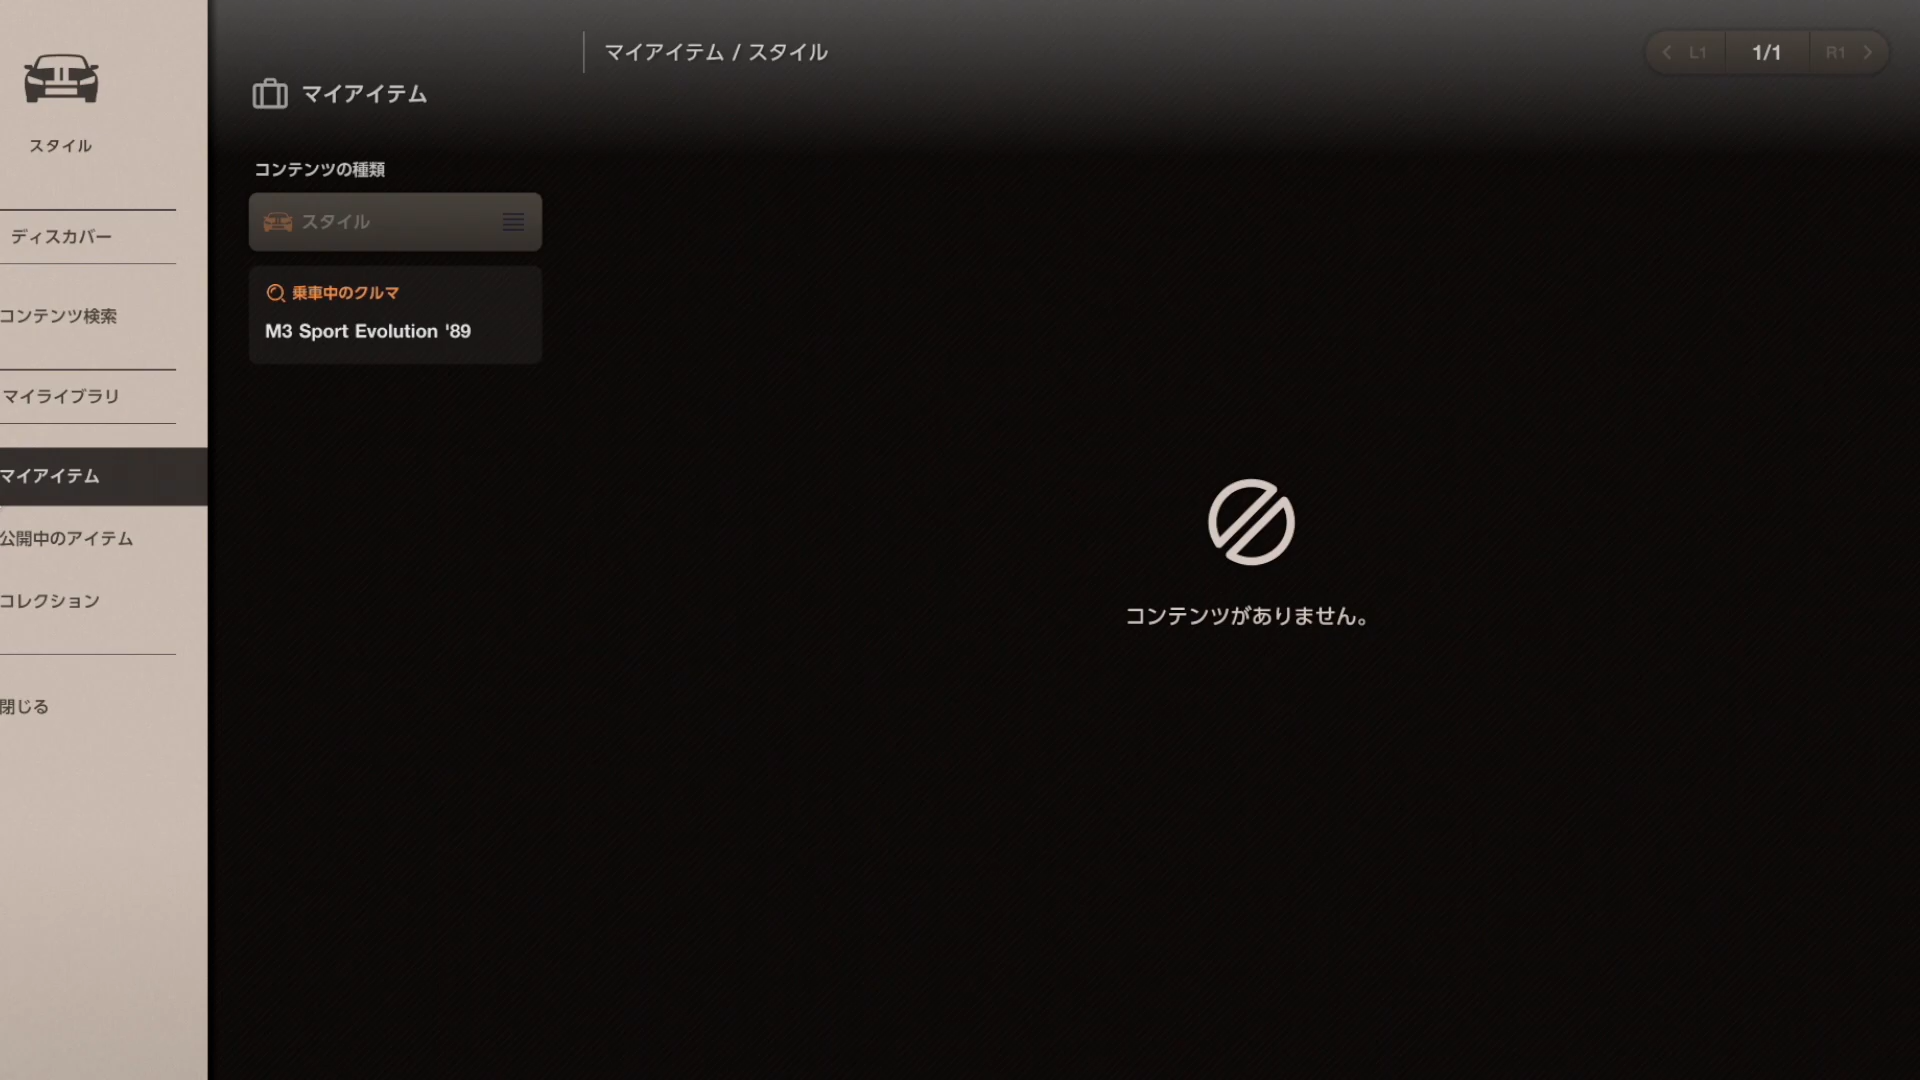 スタイル
ディスカバー
コンテンツ検索
マイライブラリ
マイアイテム
公開中のアイテム
コレクション
閉じる
マイアイテム
コンテンツの種類
スタイル
乗車中のクルマ
M3 Sport Evolution '89
マイアイテム / スタイル
L1
1/1
R1
コンテンツがありません。